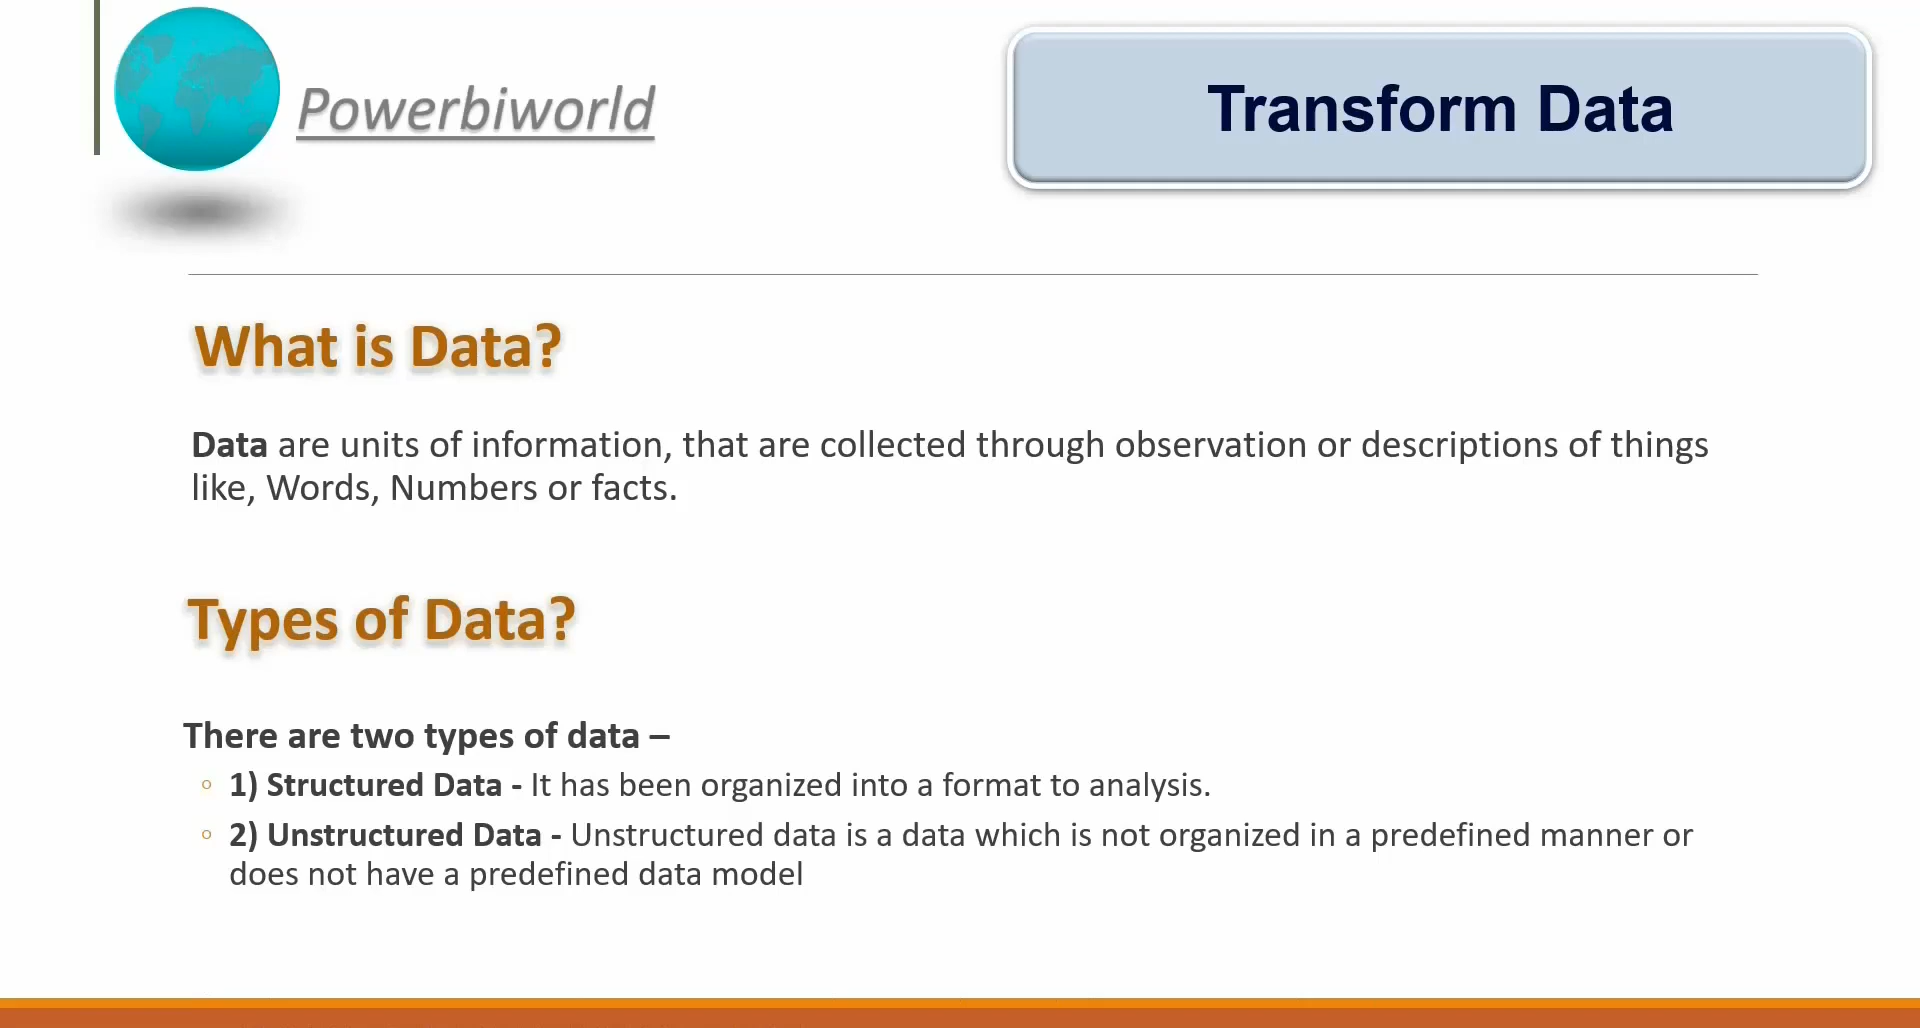 Powerbiworld
Transform Data
What is Data?
Data are units of information, that are collected through observation or descriptions of things
like, Words, Numbers or facts.
Types of Data?
There are two types of data –
◦ 1) Structured Data - It has been organized into a format to analysis.
◦ 2) Unstructured Data - Unstructured data is a data which is not organized in a predefined manner or
does not have a predefined data model